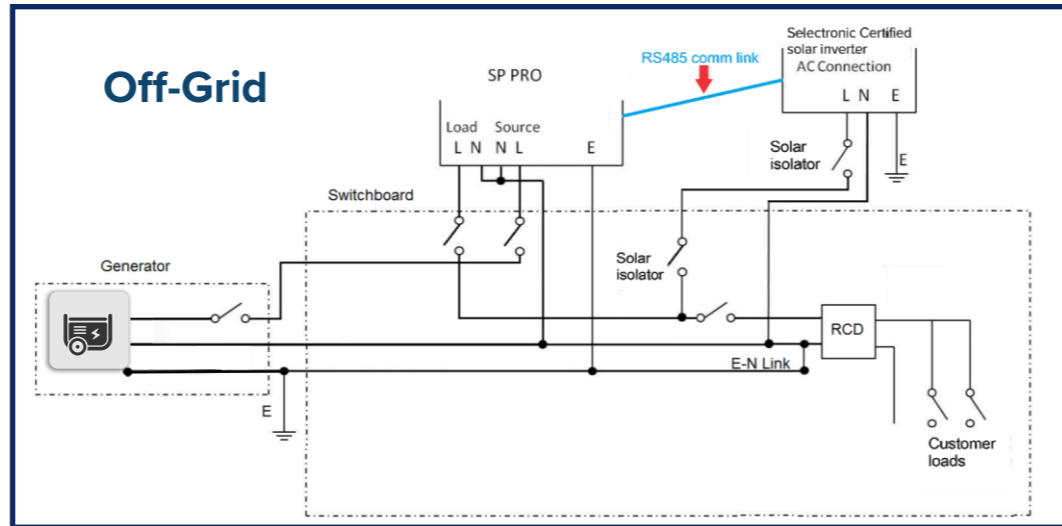 Off-Grid
SP PRO
Load Source
L N N L E
RS485 comm link
Selectronic Certified
solar inverter
AC Connection
L N E
Solar
isolator
E
Switchboard
Generator
Solar
isolator
RCD
E-N Link
E
Customer
loads